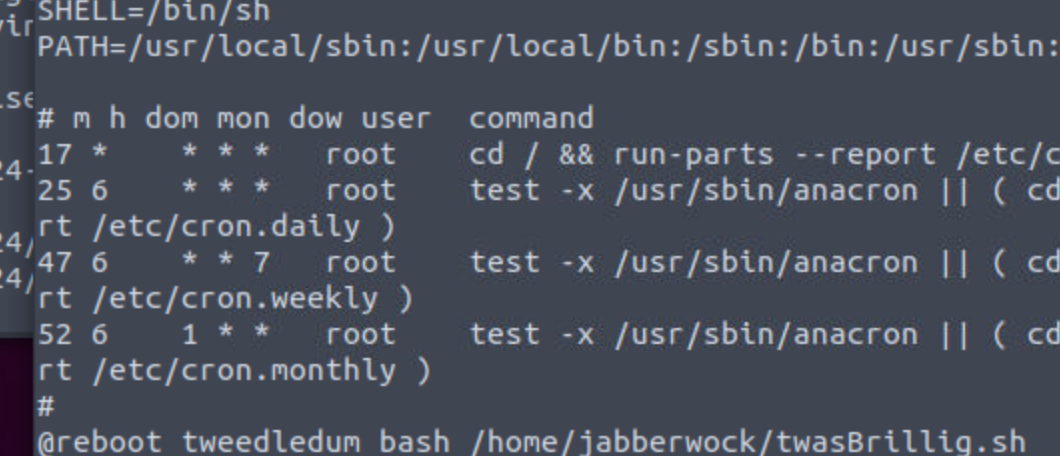 SHELL=/bin/sh
PATH=/usr/local/sbin:/usr/local/bin:/sbin:/bin:/usr/sbin:
# m h dom mon dow user  command
17 *    * * *   root    cd / && run-parts --report /etc/c
25 6    * * *   root    test -x /usr/sbin/anacron || ( cd
rt /etc/cron.daily )
47 6    * * 7   root    test -x /usr/sbin/anacron || ( cd
rt /etc/cron.weekly )
52 6    1 * *   root    test -x /usr/sbin/anacron || ( cd
rt /etc/cron.monthly )
#
@reboot tweedledum bash /home/jabberwock/twasBrillig.sh